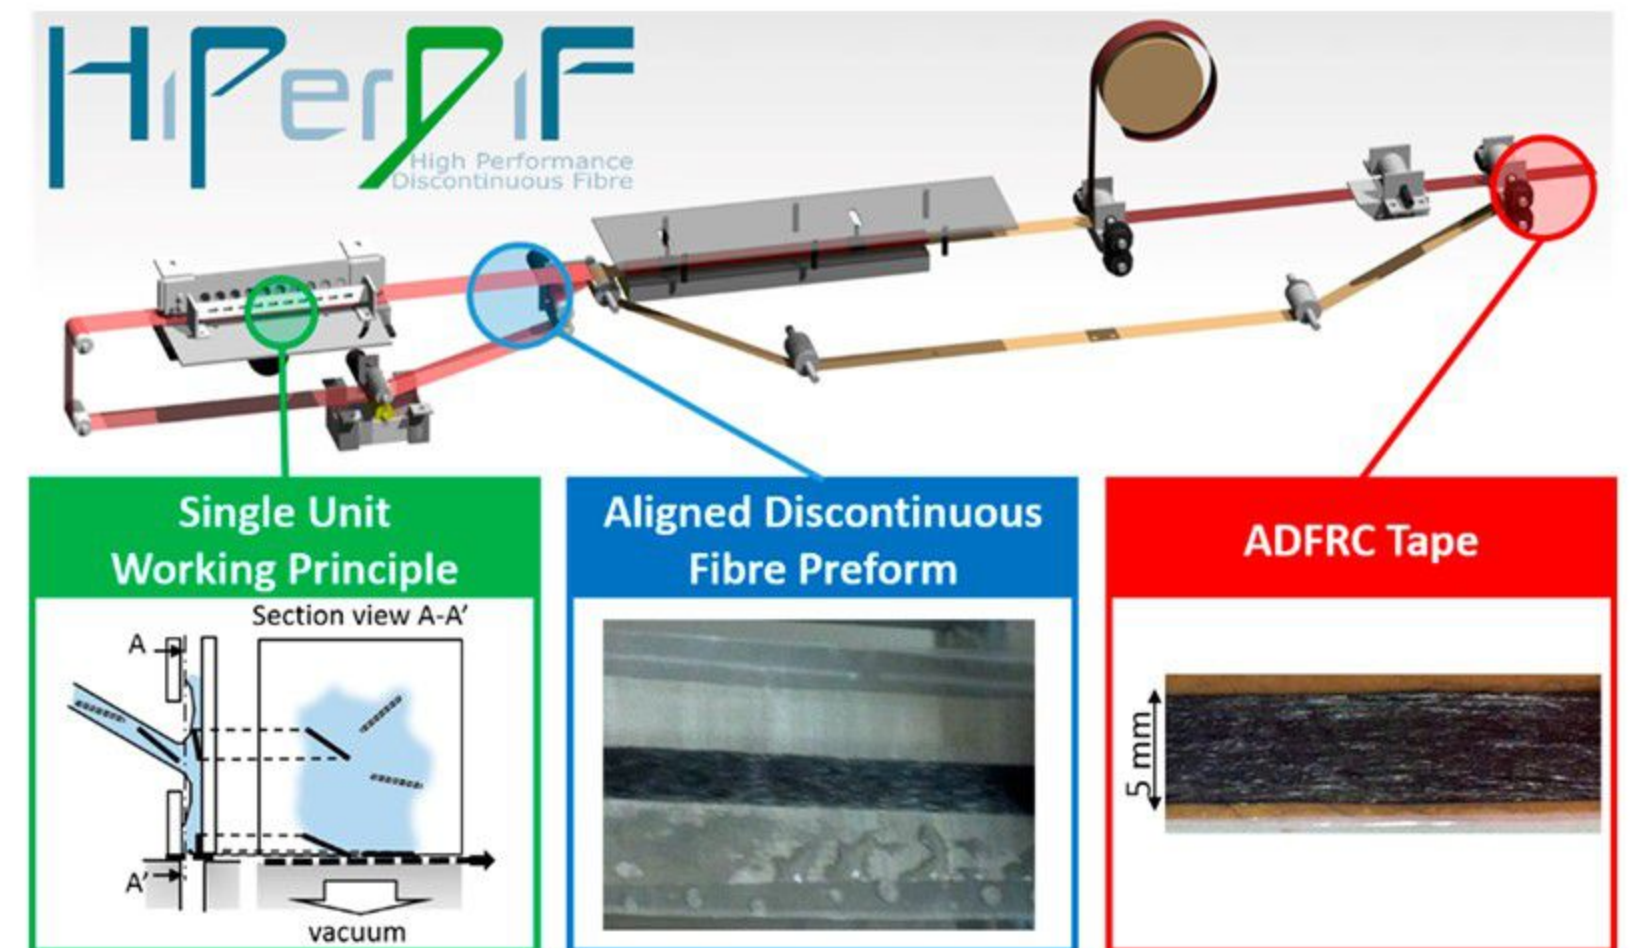 HiPerDiF
High Performance
Discontinuous Fibre
Single Unit
Working Principle
Aligned Discontinuous
Fibre Preform
ADFRC Tape
Section view A-A’
A
A’
vacuum
5 mm